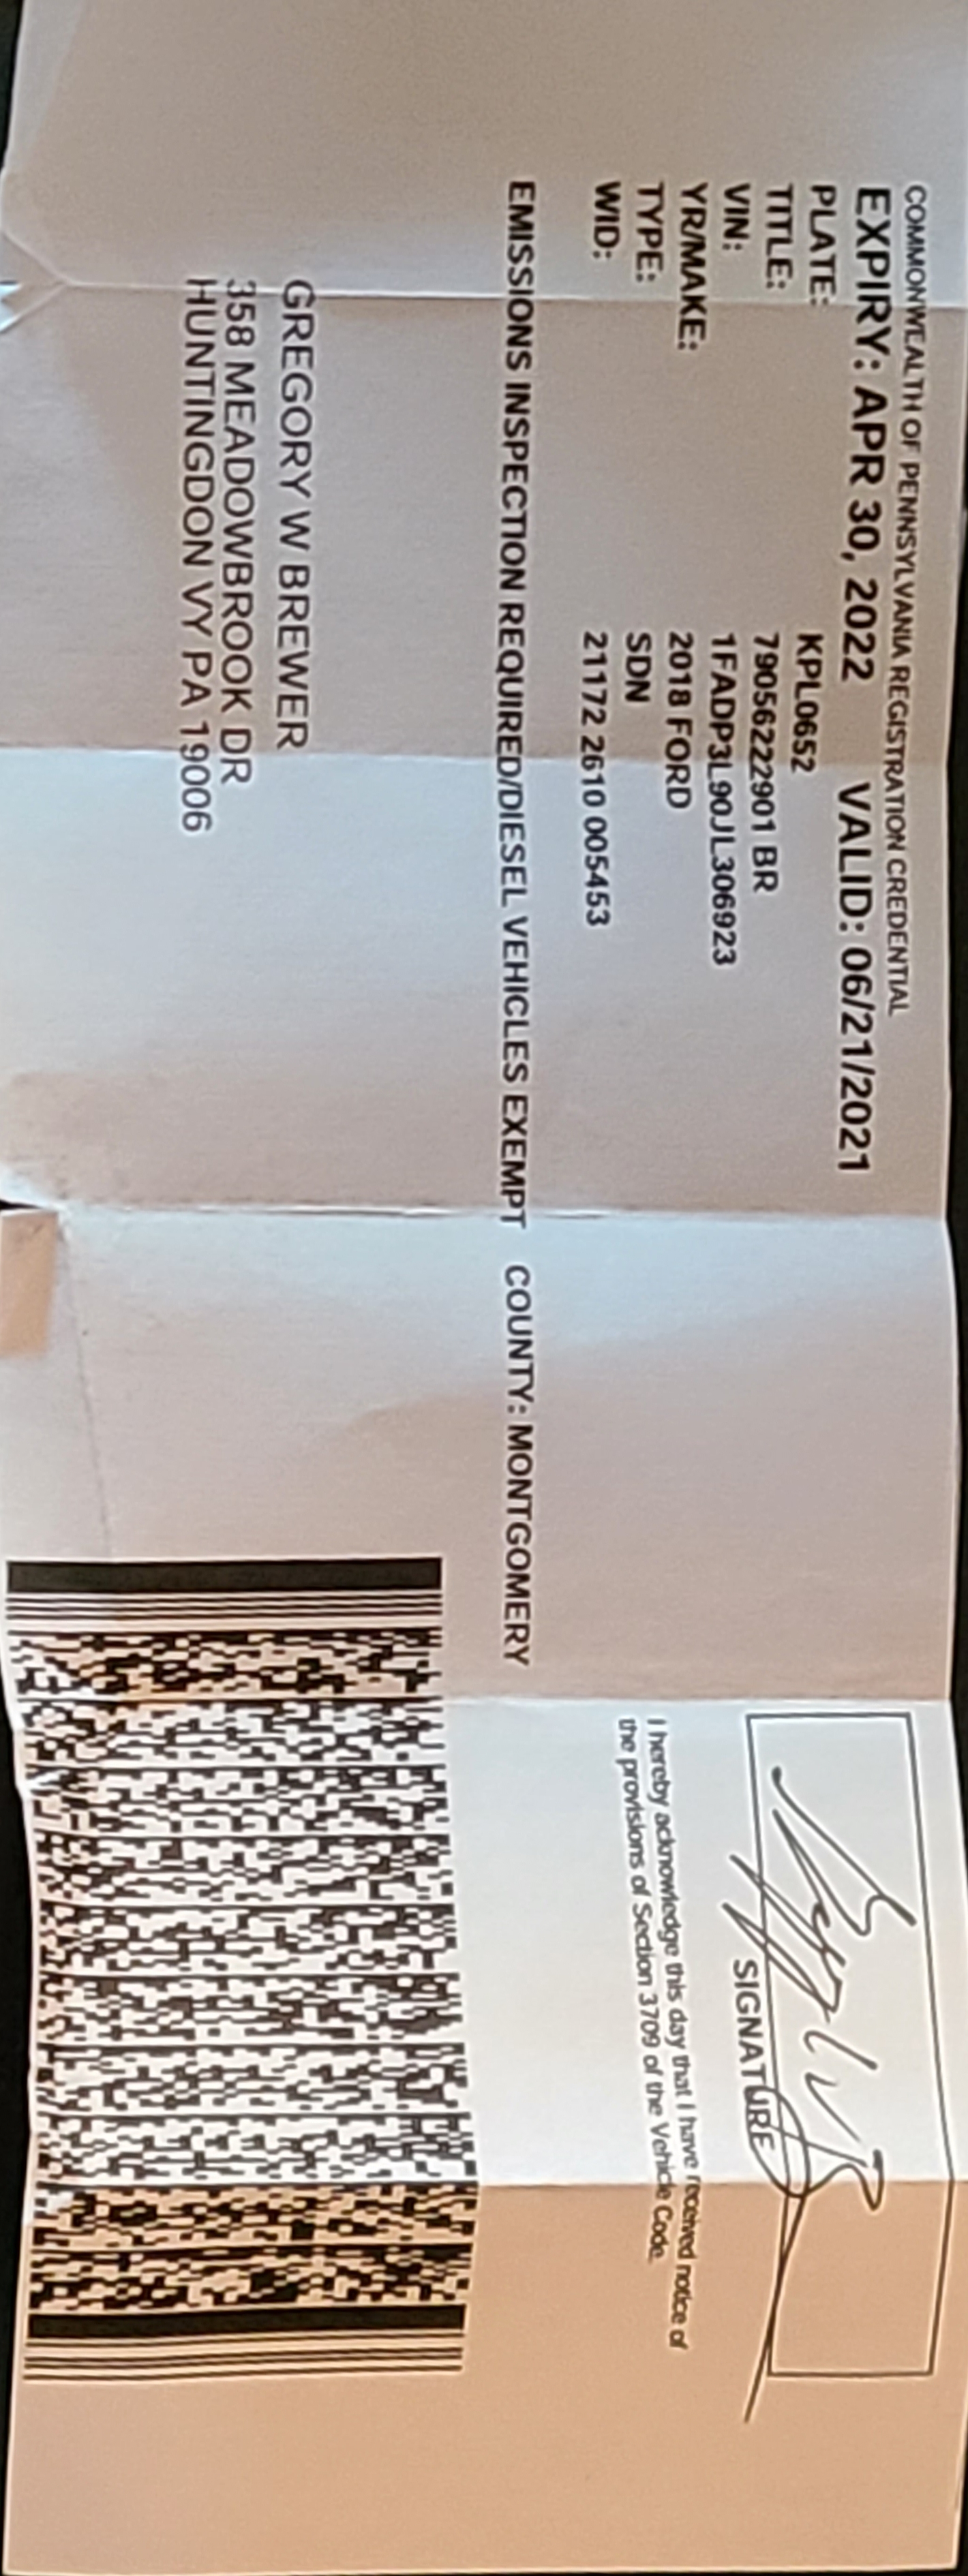 COMMONWEALTH OF PENNSYLVANIA REGISTRATION CREDENTIAL
EXPIRY: APR 30, 2022 VALID: 06/21/2021
PLATE: KPL0652
TITLE: 79056222901 BR
VIN: 1FADP3L90JL306923
YR/MAKE: 2018 FORD
TYPE: SDN
WID: 21172 2610 005453
SIGNATURE
I hereby acknowledge this day that I have received notice of
the provisions of Section 3709 of the Vehicle Code.
EMISSIONS INSPECTION REQUIRED/DIESEL VEHICLES EXEMPT COUNTY: MONTGOMERY
GREGORY W BREWER
358 MEADOWBROOK DR
HUNTINGDON VY PA 19006